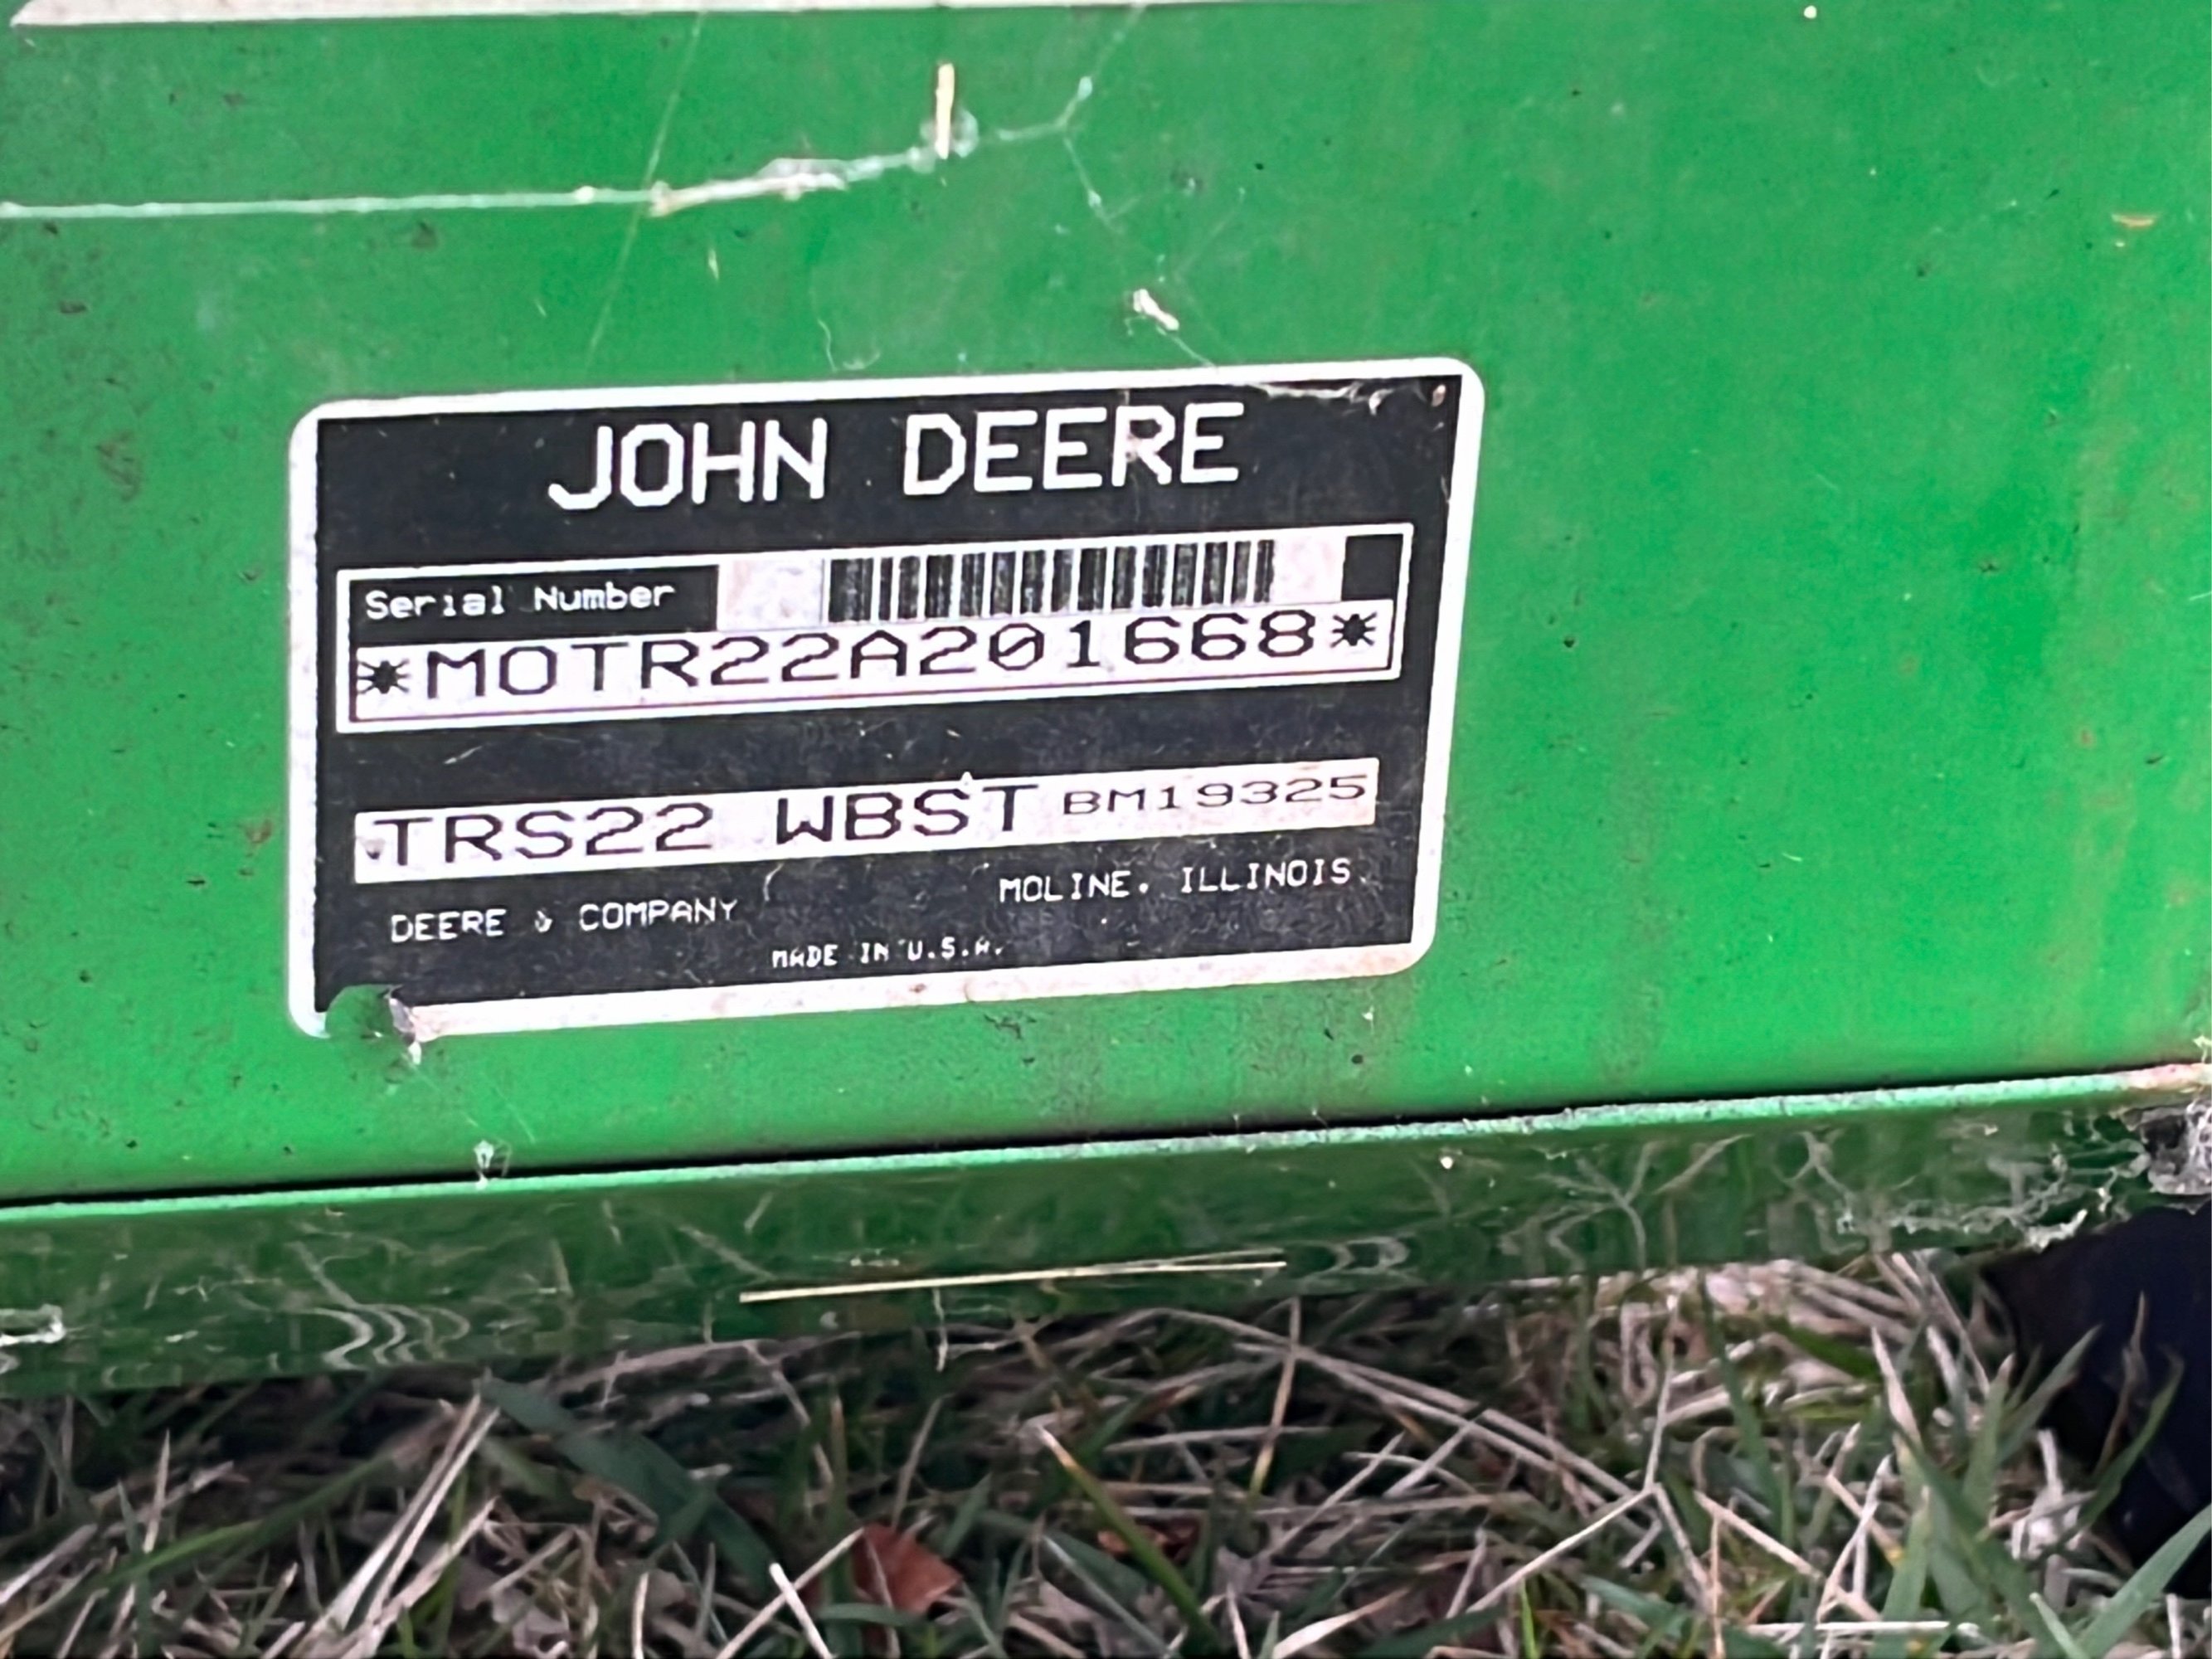 JOHN DEERE
Serial Number
*MOTR22A201668*
TRS22 WBST BM19325
DEERE & COMPANY MOLINE. ILLINOIS.
MADE IN U.S.A.